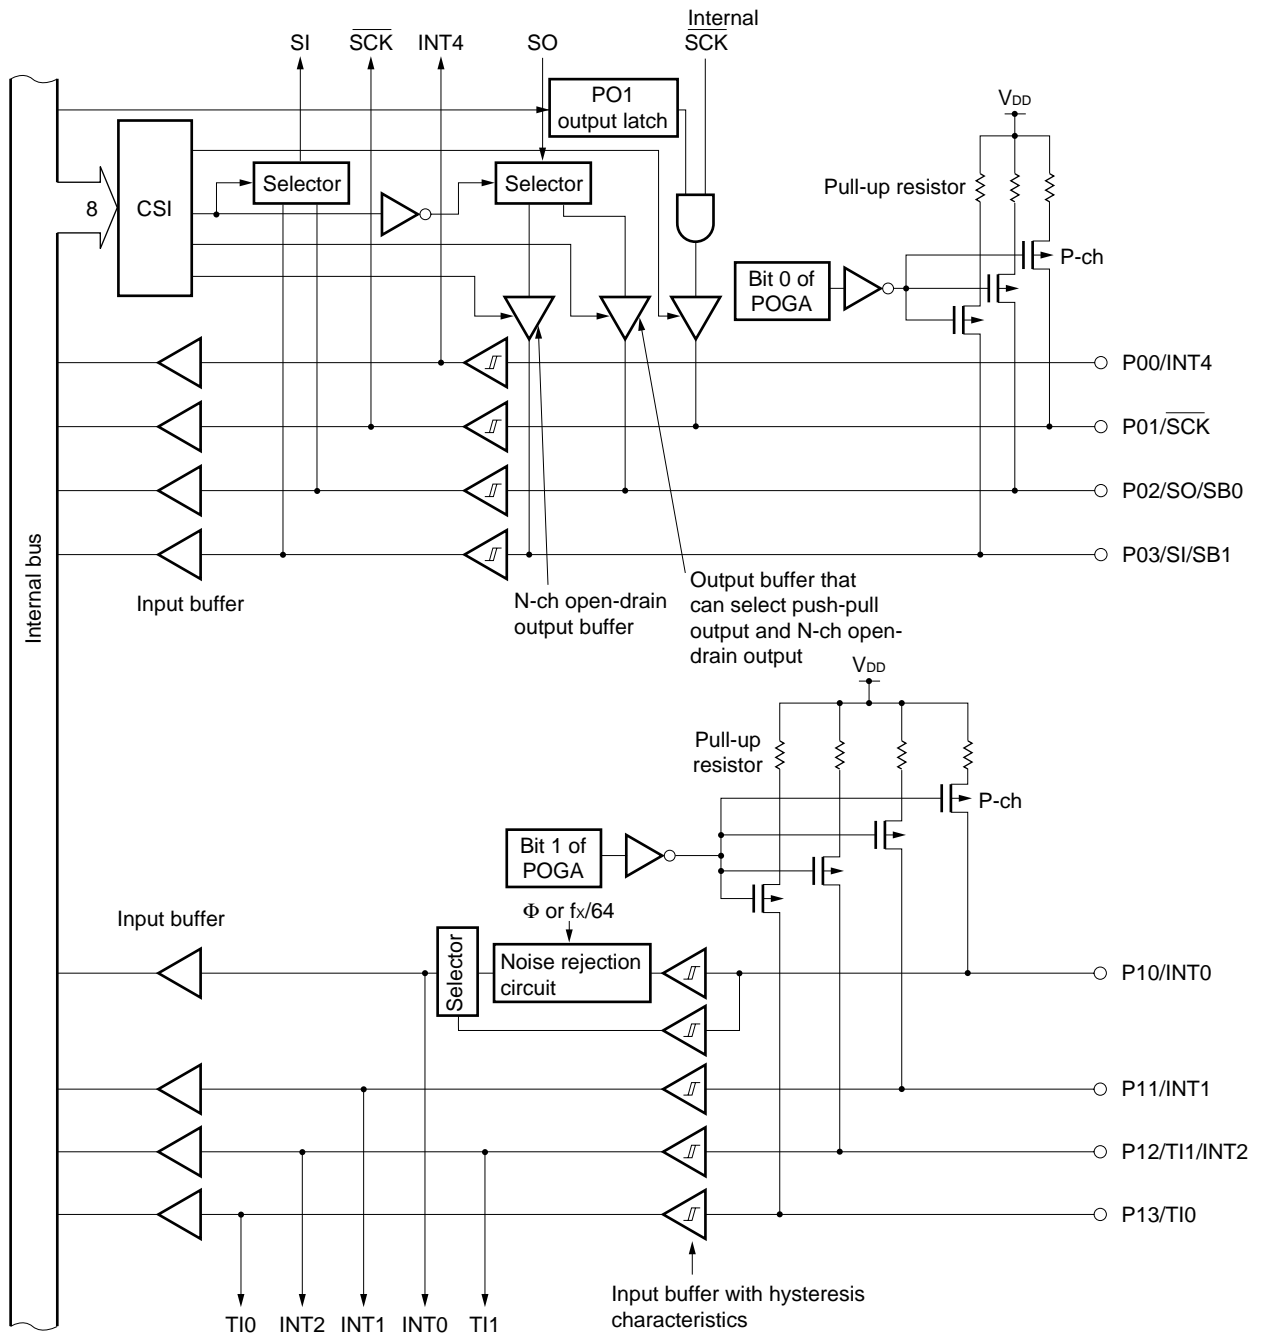 Internal
SI
SCK
INT4
SO
SCK
PO1
output latch
VDD
Selector
Selector
Pull-up resistor
8
CSI
P-ch
Bit 0 of
POGA
P00/INT4
P01/SCK
P02/SO/SB0
P03/SI/SB1
Internal bus
Input buffer
N-ch open-drain
output buffer
Output buffer that
can select push-pull
output and N-ch open-
drain output
VDD
Pull-up
resistor
P-ch
Bit 1 of
POGA
Input buffer
Φ or fX/64
Selector
Noise rejection
circuit
P10/INT0
P11/INT1
P12/TI1/INT2
P13/TI0
Input buffer with hysteresis
characteristics
TI0
INT2
INT1
INT0
TI1